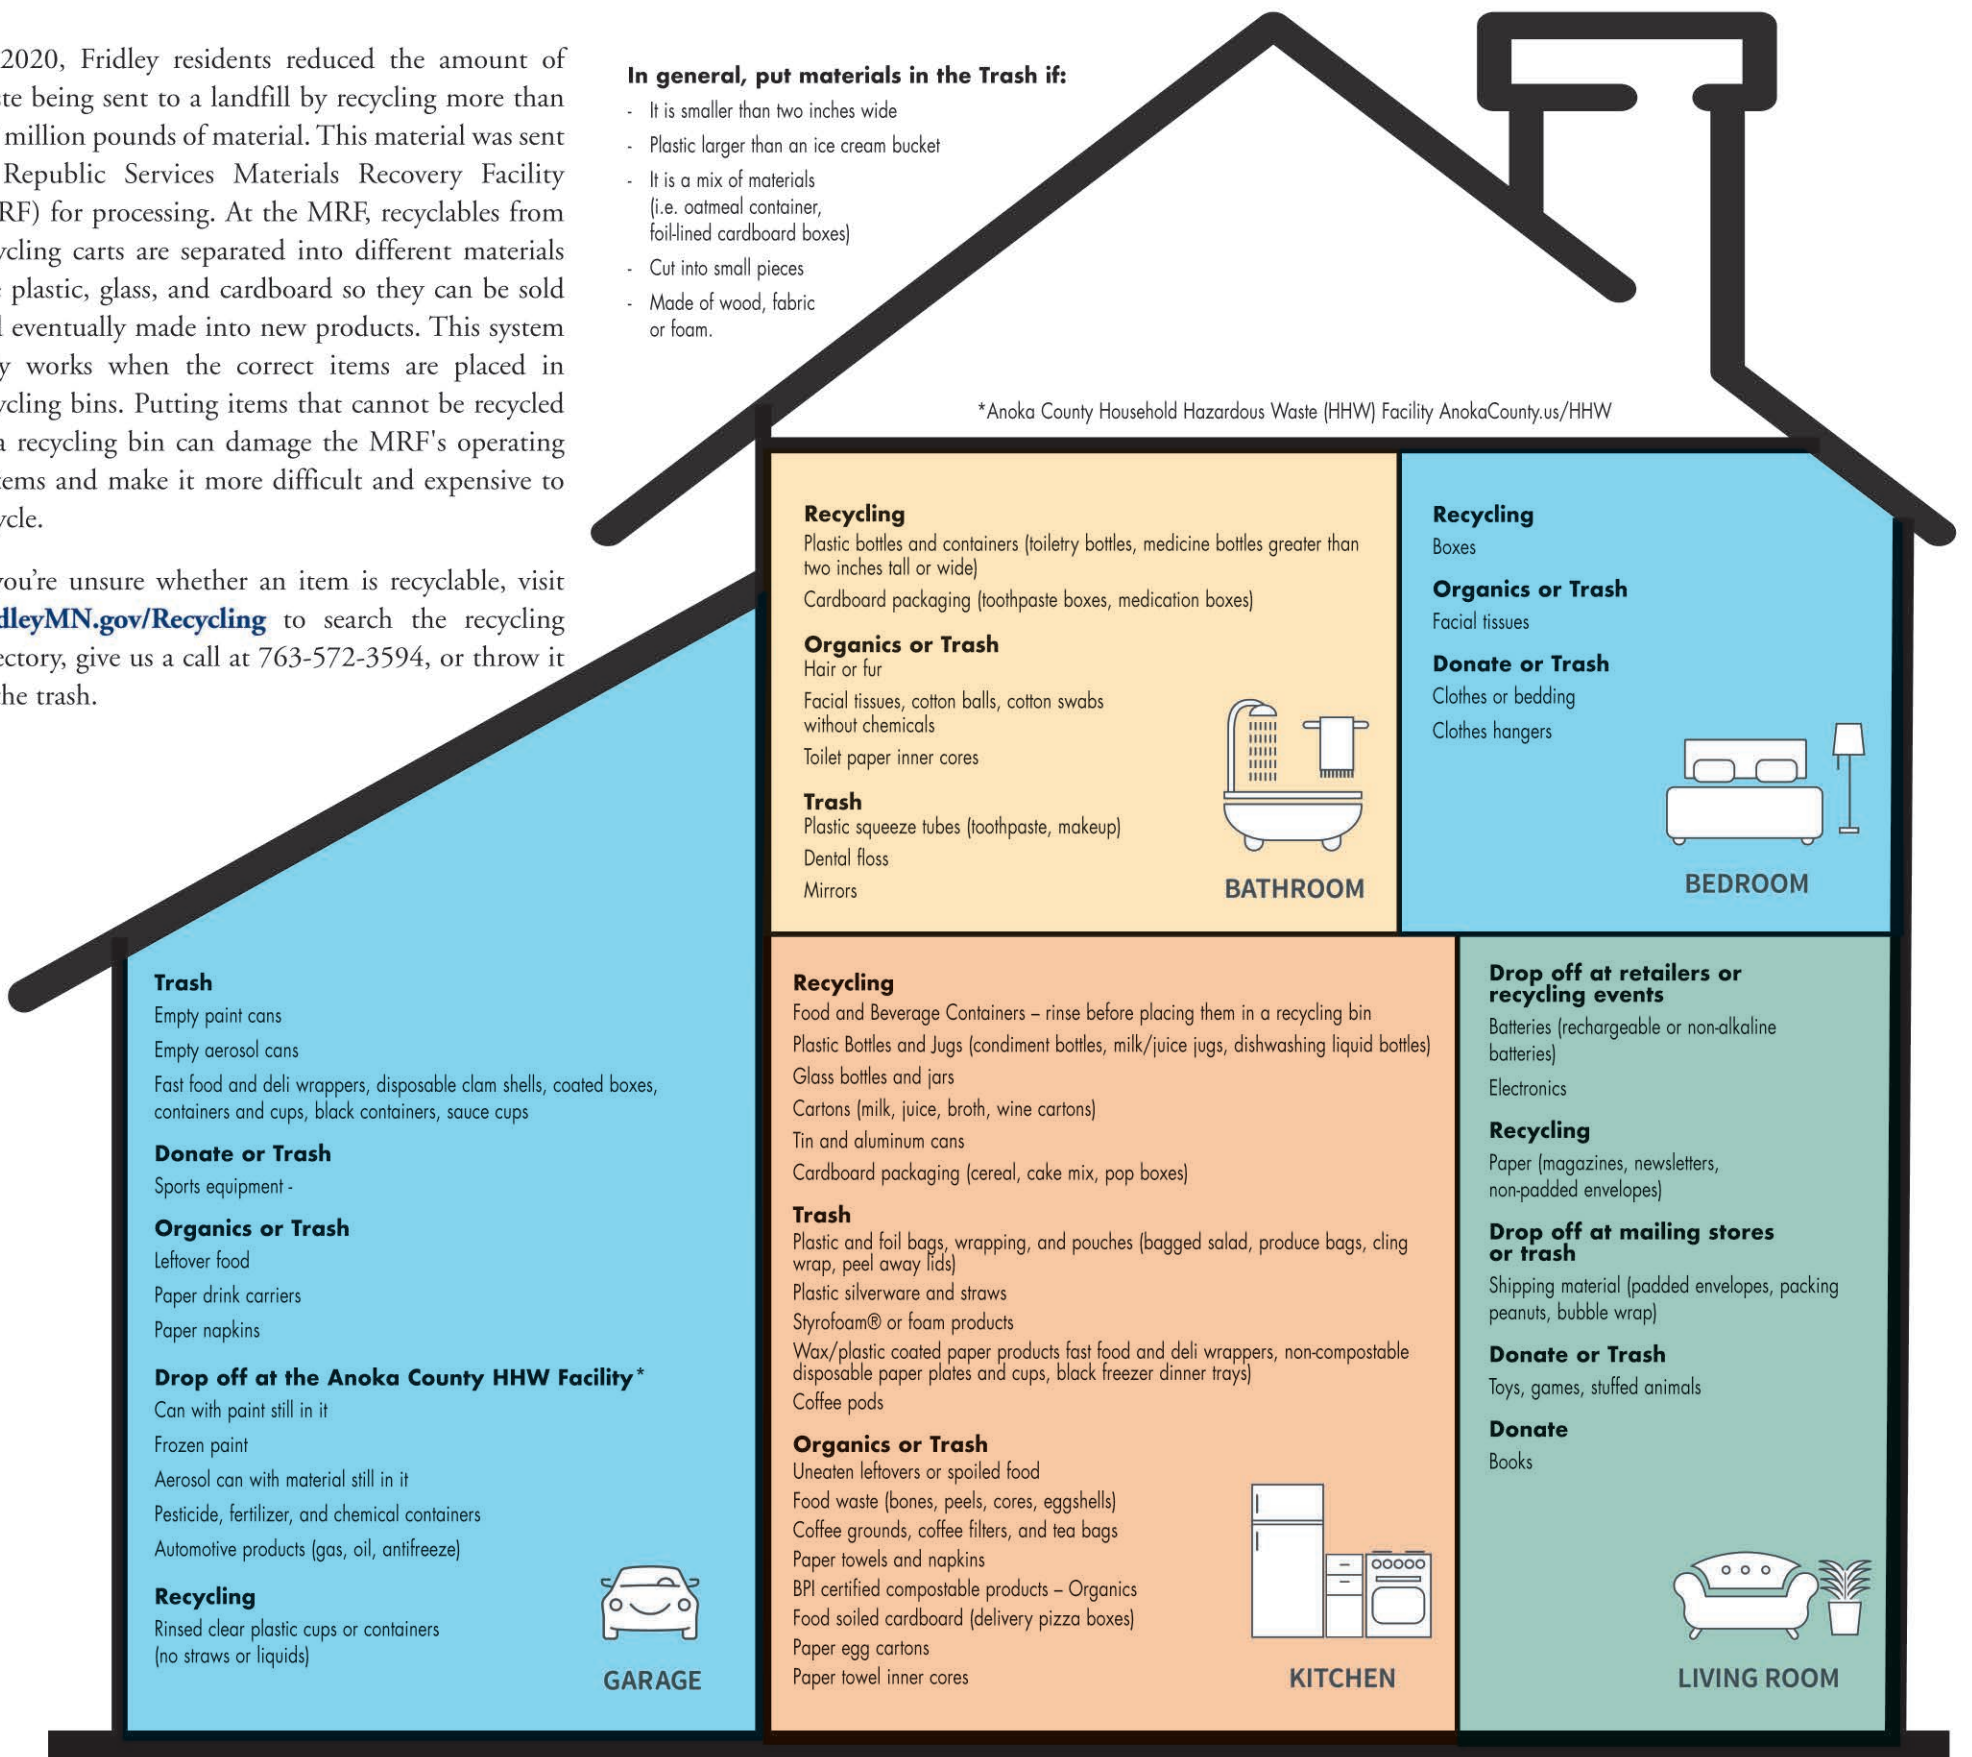 2020, Fridley residents reduced the amount of
being sent to a landfill by recycling more than
million pounds of material. This material was sent
Republic Services Materials Recovery Facility
for processing. At the MRF, recyclables from
carts are separated into different materials
plastic, glass, and cardboard so they can be sold
eventually made into new products. This system
works when the correct items are placed in
bins. Putting items that cannot be recycled
a recycling bin can damage the MRF's operating
and make it more difficult and expensive to
you're unsure whether an item is recyclable, visit
dleyMN.gov/Recycling to search the recycling
give us a call at 763-572-3594, or throw it
the trash.
In general, put materials in the Trash if:
- It is smaller than two inches wide
- Plastic larger than an ice cream bucket
- It is a mix of materials
(i.e. oatmeal container,
foil-lined cardboard boxes)
- Cut into small pieces
- Made of wood, fabric
or foam.
*Anoka County Household Hazardous Waste (HHW) Facility AnokaCounty.us/HHW
Recycling
Plastic bottles and containers (toiletry bottles, medicine bottles greater than
two inches tall or wide)
Cardboard packaging (toothpaste boxes, medication boxes)
Organics or Trash
Hair or fur
Facial tissues, cotton balls, cotton swabs
without chemicals
Toilet paper inner cores
Trash
Plastic squeeze tubes (toothpaste, makeup)
Dental floss
Mirrors
BATHROOM
Recycling
Boxes
Organics or Trash
Facial tissues
Donate or Trash
Clothes or bedding
Clothes hangers
BEDROOM
Trash
Empty paint cans
Empty aerosol cans
Fast food and deli wrappers, disposable clam shells, coated boxes,
containers and cups, black containers, sauce cups
Donate or Trash
Sports equipment -
Organics or Trash
Leftover food
Paper drink carriers
Paper napkins
Drop off at the Anoka County HHW Facility*
Can with paint still in it
Frozen paint
Aerosol can with material still in it
Pesticide, fertilizer, and chemical containers
Automotive products (gas, oil, antifreeze)
Recycling
Rinsed clear plastic cups or containers
(no straws or liquids)
GARAGE
Recycling
Food and Beverage Containers – rinse before placing them in a recycling bin
Plastic Bottles and Jugs (condiment bottles, milk/juice jugs, dishwashing liquid bottles)
Glass bottles and jars
Cartons (milk, juice, broth, wine cartons)
Tin and aluminum cans
Cardboard packaging (cereal, cake mix, pop boxes)
Trash
Plastic and foil bags, wrapping, and pouches (bagged salad, produce bags, cling
wrap, peel away lids)
Plastic silverware and straws
Styrofoam® or foam products
Wax/plastic coated paper products fast food and deli wrappers, non-compostable
disposable paper plates and cups, black freezer dinner trays)
Coffee pods
Organics or Trash
Uneaten leftovers or spoiled food
Food waste (bones, peels, cores, eggshells)
Coffee grounds, coffee filters, and tea bags
Paper towels and napkins
BPI certified compostable products – Organics
Food soiled cardboard (delivery pizza boxes)
Paper egg cartons
Paper towel inner cores
KITCHEN
Drop off at retailers or
recycling events
Batteries (rechargeable or non-alkaline
batteries)
Electronics
Recycling
Paper (magazines, newsletters,
non-padded envelopes)
Drop off at mailing stores
or trash
Shipping material (padded envelopes, packing
peanuts, bubble wrap)
Donate or Trash
Toys, games, stuffed animals
Donate
Books
LIVING ROOM